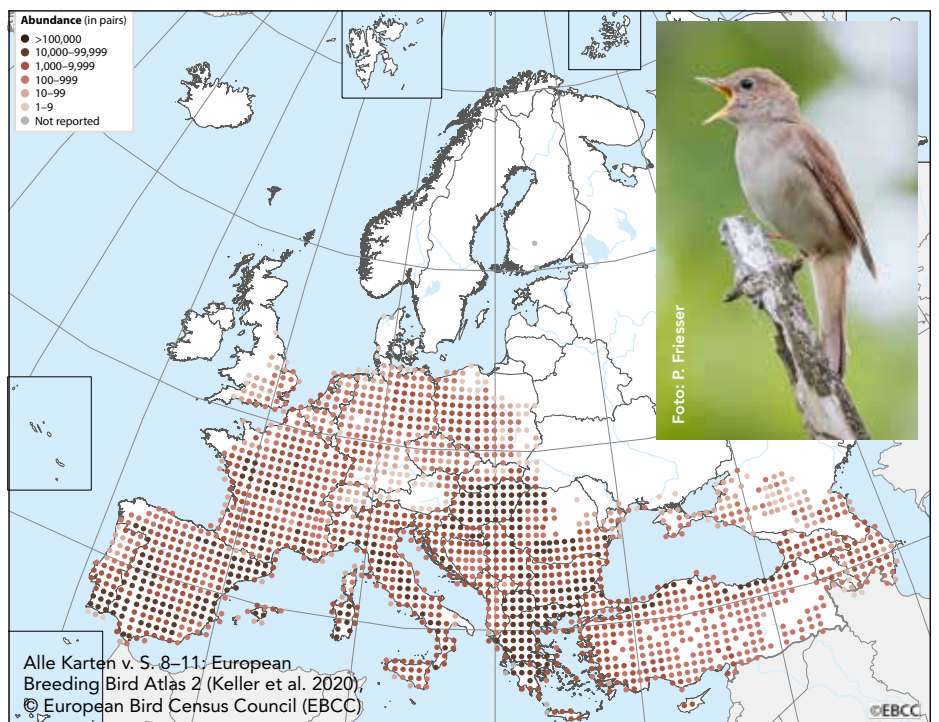 Abundance (in pairs)
>100,000
10,000–99,999
1,000–9,999
100–999
10–99
1–9
Not reported
Foto: P. Friesser
Alle Karten v. S. 8–11: European
Breeding Bird Atlas 2 (Keller et al. 2020),
© European Bird Census Council (EBCC)
©EBCC